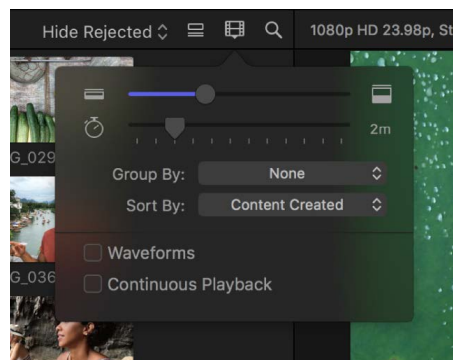 Hide Rejected
1080p HD 23.98p, St
2m
G_029
Group By: None
Sort By: Content Created
Waveforms
G_036
Continuous Playback